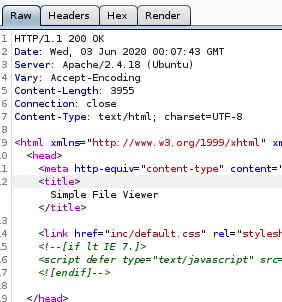 Raw Headers Hex Render
1 HTTP/1.1 200 OK
2 Date: Wed, 03 Jun 2020 00:07:43 GMT
3 Server: Apache/2.4.18 (Ubuntu)
4 Vary: Accept-Encoding
5 Content-Length: 3955
6 Connection: close
7 Content-Type: text/html; charset=UTF-8
8
9 <html xmlns="http://www.w3.org/1999/xhtml" xm
10 <head>
11 <meta http-equiv="content-type" content="
12 <title>
Simple File Viewer
</title>
13
14 <link href="inc/default.css" rel="stylesh
15 <!--[if lt IE 7.]>
16 <script defer type="text/javascript" src=
17 <![endif]-->
18
19 </head>